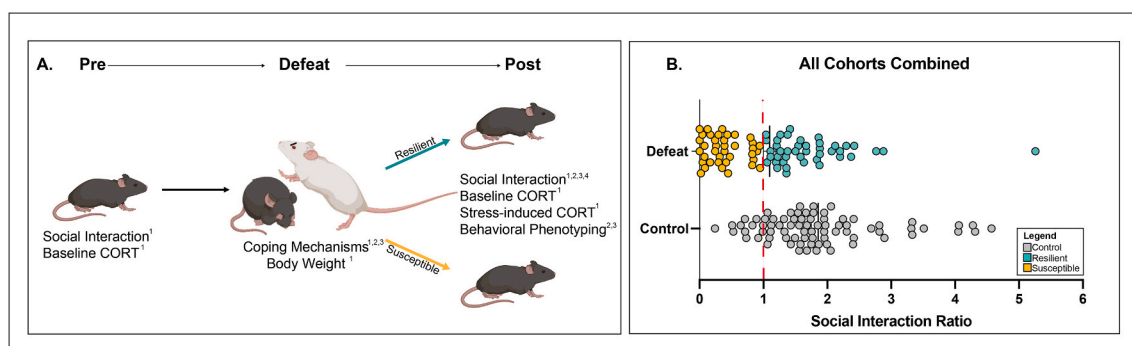 A. Pre Defeat Post
Resilient
Social Interaction1
Baseline CORT1
Coping Mechanisms1,2,3
Body Weight 1
Susceptible
Social Interaction1,2,3,4
Baseline CORT1
Stress-induced CORT1
Behavioral Phenotyping2,3
B. All Cohorts Combined
Defeat
Control
Legend
Control
Resilient
Susceptible
0 1 2 3 4 5 6
Social Interaction Ratio